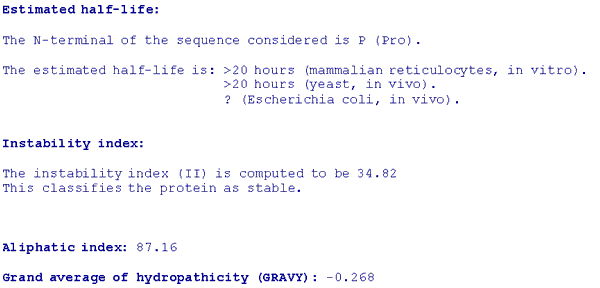 Estimated half-life:
The N-terminal of the sequence considered is P (Pro).
The estimated half-life is: >20 hours (mammalian reticulocytes, in vitro).
>20 hours (yeast, in vivo).
? (Escherichia coli, in vivo).
Instability index:
The instability index (II) is computed to be 34.82
This classifies the protein as stable.
Aliphatic index: 87.16
Grand average of hydropathicity (GRAVY): -0.268